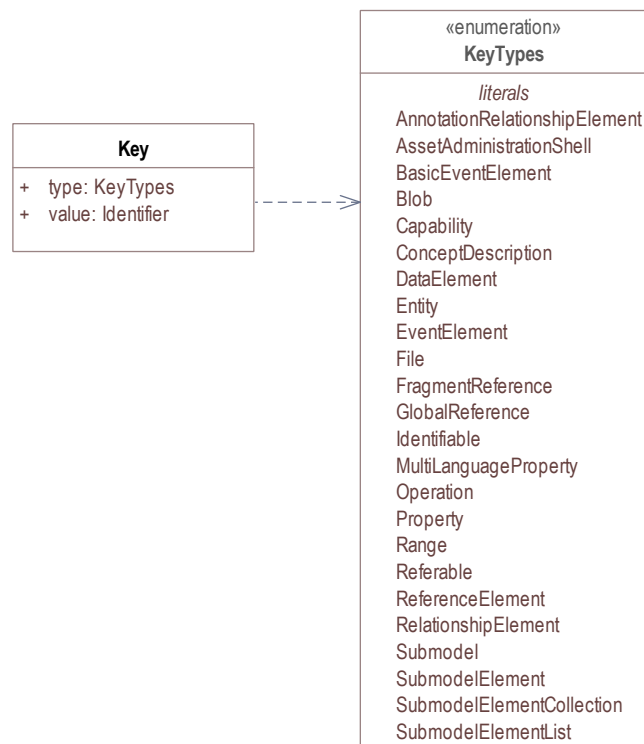 «enumeration»
KeyTypes
literals
AnnotationRelationshipElement
AssetAdministrationShell
BasicEventElement
Blob
Capability
ConceptDescription
DataElement
Entity
EventElement
File
FragmentReference
GlobalReference
Identifiable
MultiLanguageProperty
Operation
Property
Range
Referable
ReferenceElement
RelationshipElement
Submodel
SubmodelElement
SubmodelElementCollection
SubmodelElementList
Key
+ type: KeyTypes
+ value: Identifier